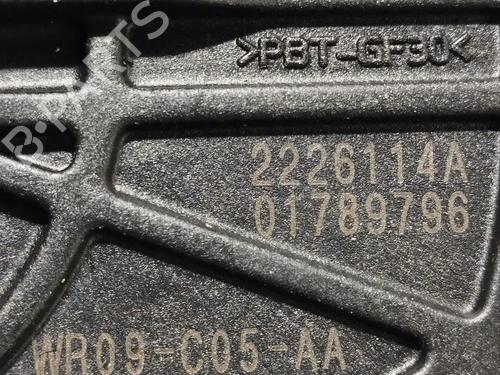 >PBT-GF30<
B-PARTS
2226114A
01789796
WR09-C05-AA